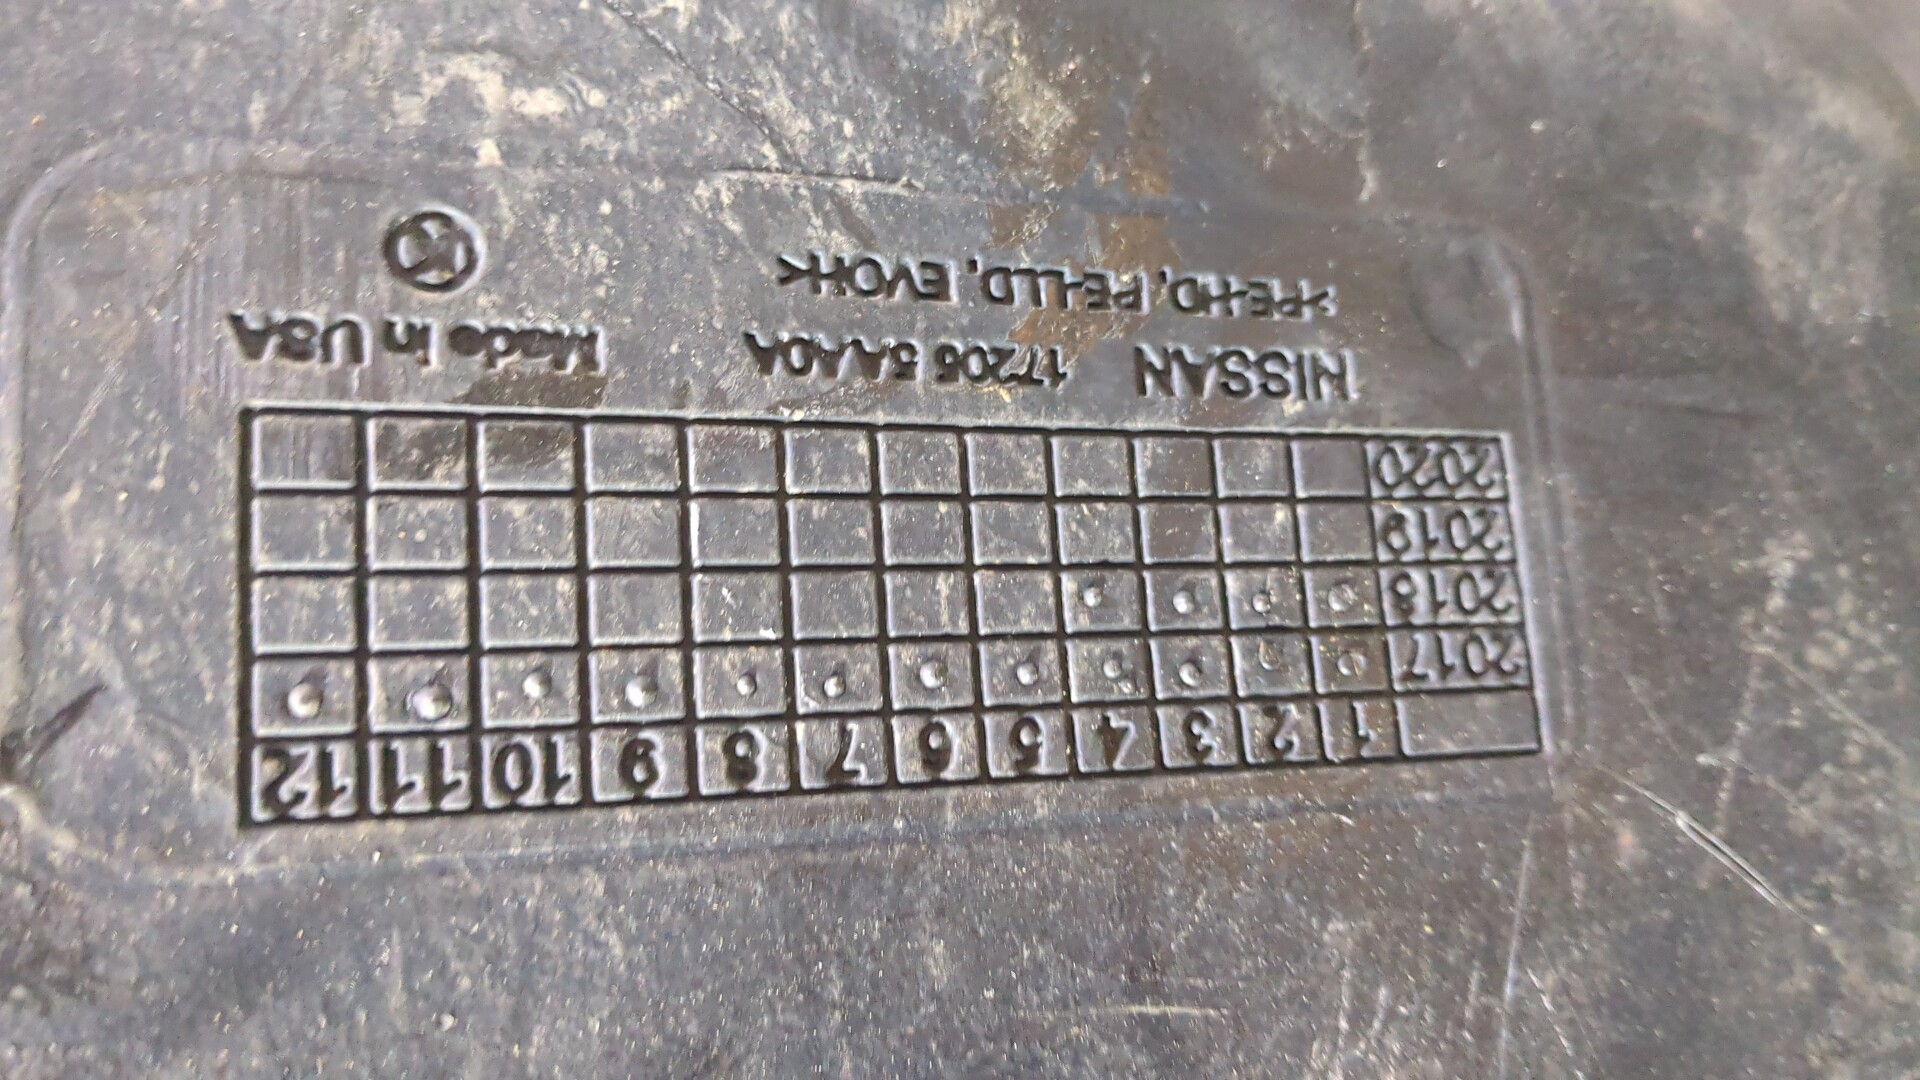 1 2 3 4 5 6 7 8 9 10 11 12
2017
2018
2019
2020
NISSAN 17205 5AA0A Made in USA
>PE-HD, PE-LLD, EVOH< K